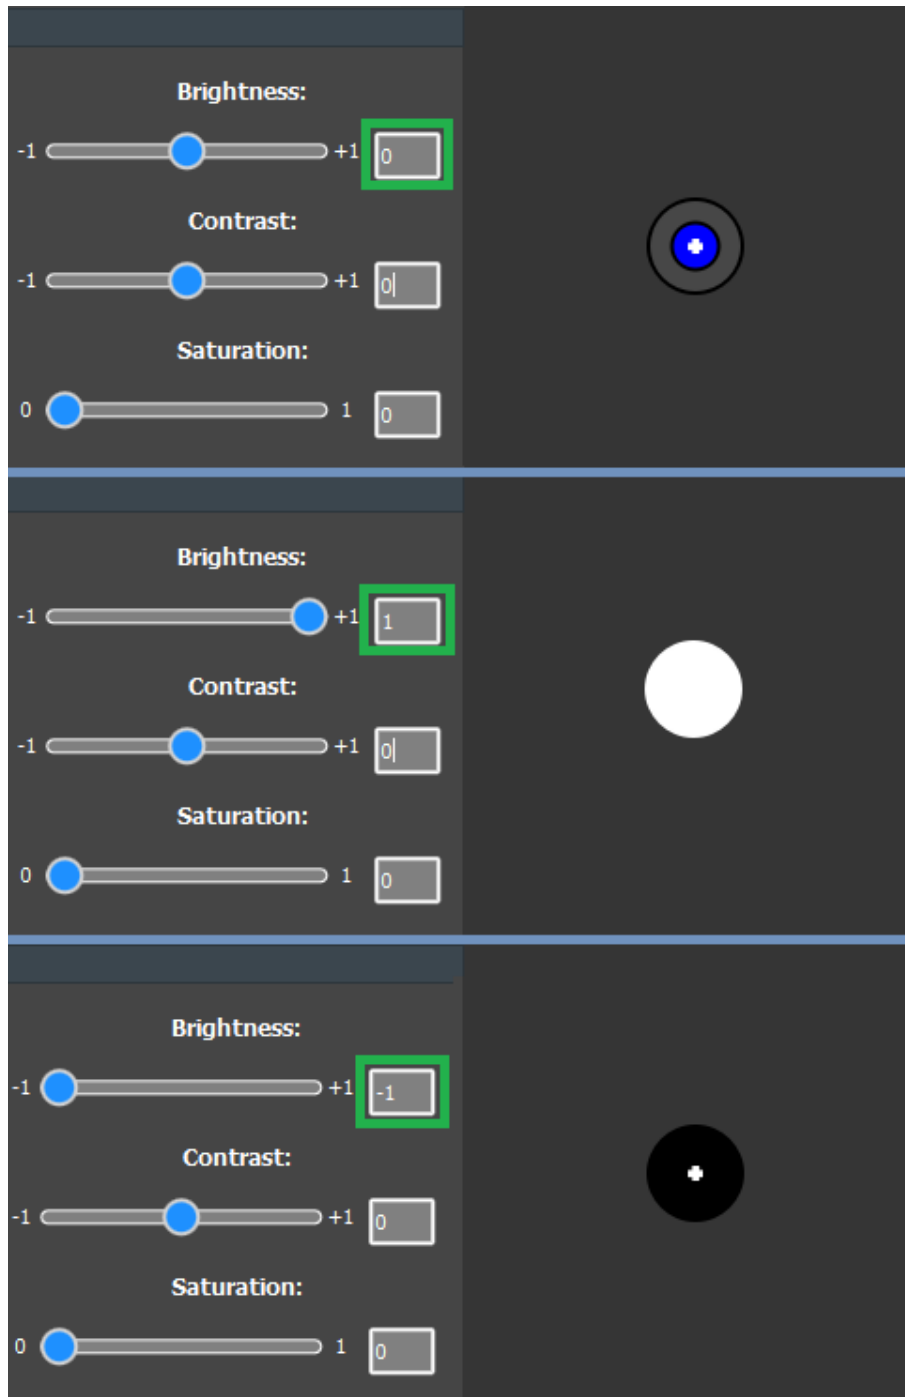 Brightness:
-1 +1 0
Contrast:
-1 +1 0
Saturation:
0 1 0
Brightness:
-1 +1 1
Contrast:
-1 +1 0
Saturation:
0 1 0
Brightness:
-1 +1 -1
Contrast:
-1 +1 0
Saturation:
0 1 0